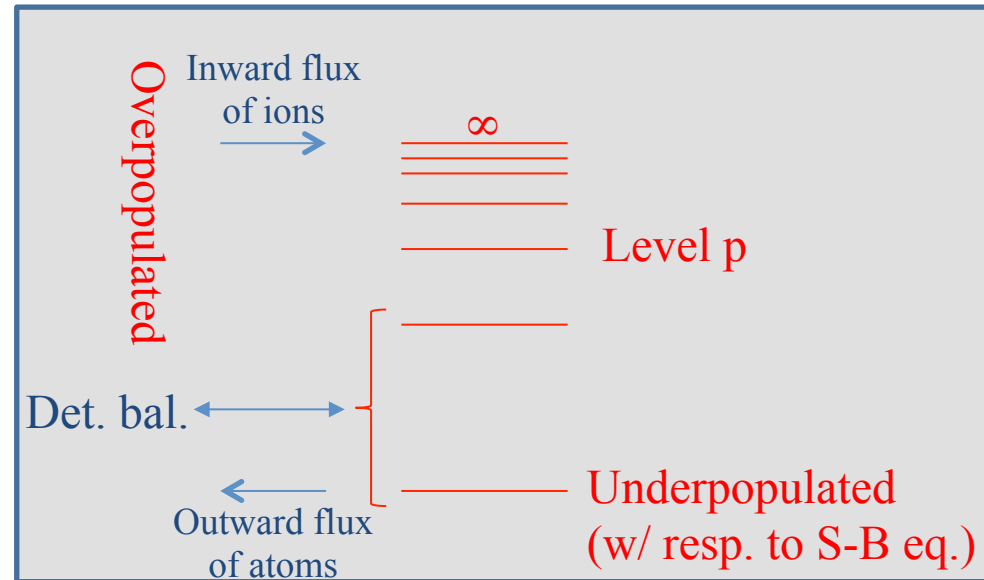 Overpopulated
Inward flux
of ions
∞
Level p
Det. bal.
Underpopulated
(w/ resp. to S-B eq.)
Outward flux
of atoms